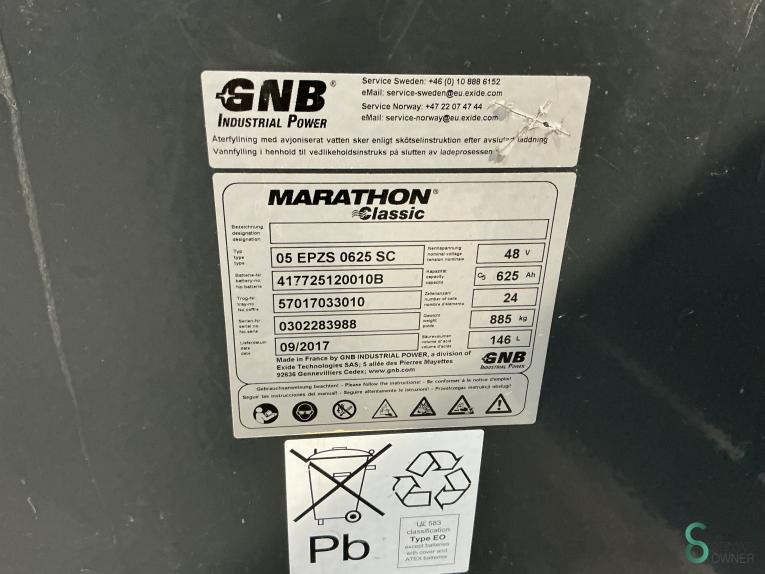 GNB®
INDUSTRIAL POWER
Service Sweden: +46 (0) 10 888 6152
eMail: service-sweden@eu.exide.com
Service Norway: +47 22 07 47 44
eMail: service-norway@eu.exide.com
Återfyllning med avjoniserat vatten sker enligt skötselinstruktion efter avslutad laddning
Vannfylling i henhold til vedlikeholdsinstruks på slutten av ladeprosessen
MARATHON®
Classic
Bezeichnung
designation
désignation
Typ
type
type
05 EPZS 0625 SC
Nennspannung
nominal voltage
tension nominale
48 V
Batterie-Nr
battery-no.
No.batterie
417725120010B
Kapazität
capacity
capacité
C5 625 Ah
Trog-Nr
tray-no
No.coffre
57017033010
Zellenanzahl
number of cells
nombre d'éléments
24
Serien-Nr
serial no.
No.serie
0302283988
Gewicht
weight
poids
885 kg
Lieferdatum
date
date
09/2017
Säurevolumen
volume of acid
volume d'acide
146 L
Made in France by GNB INDUSTRIAL POWER, a division of
Exide Technologies SAS; 5 allée des Pierres Mayettes
92636 Gennevilliers Cedex; www.gnb.com
GNB
INDUSTRIAL POWER
Gebrauchsanweisung beachten! - Please follow the instructions! - Se conformer à la notice d'emploi!
Seguir las instrucciones del manual! - Seguire attentamente le istruzioni! - Przestrzegac instrukcji obslugi!
Pb
UE 583
classification
Type EO
except batteries
with cover and
ATEX batteries
OWNER